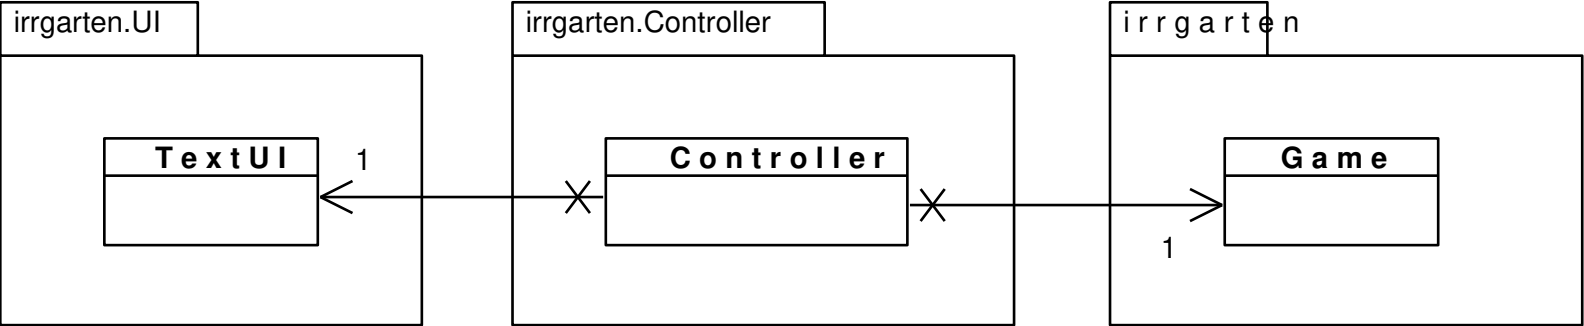 irrgarten.UI
irrgarten.Controller
irrgarten
TextUI
1
Controller
Game
1